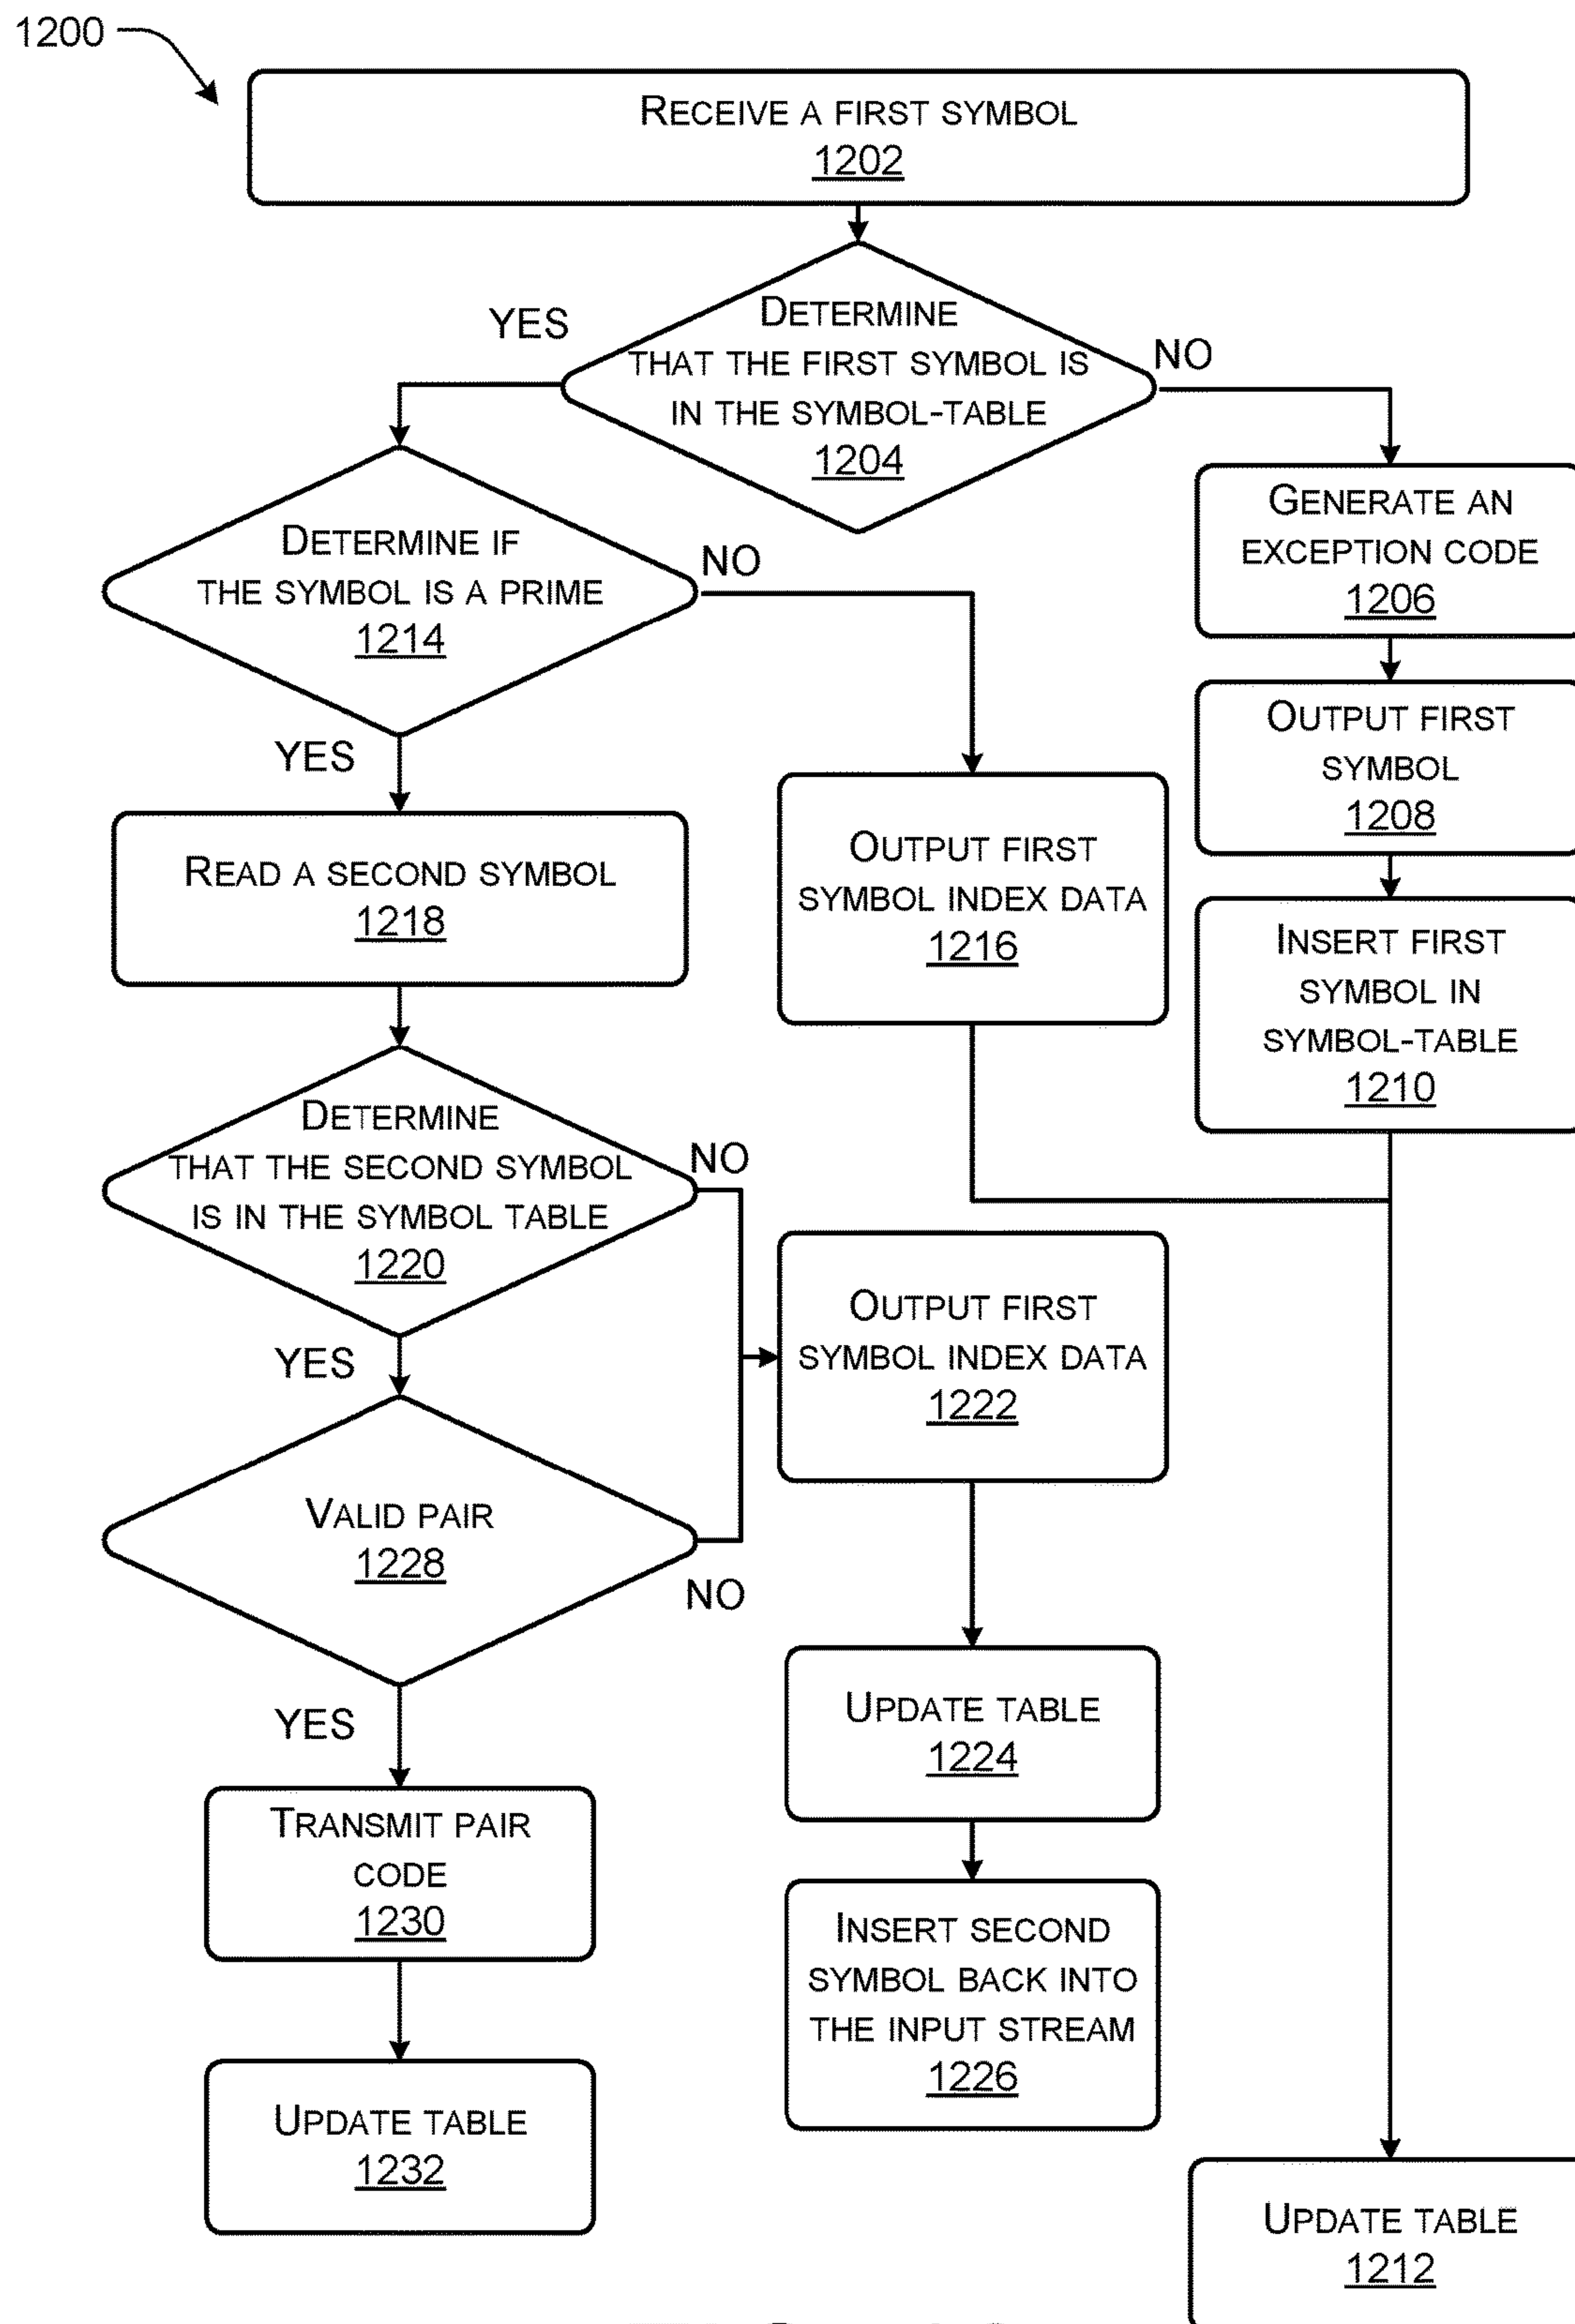 1200
RECEIVE A FIRST SYMBOL
1202
DETERMINE
THAT THE FIRST SYMBOL IS
IN THE SYMBOL-TABLE
1204
YES
NO
DETERMINE IF
THE SYMBOL IS A PRIME
1214
NO
YES
GENERATE AN
EXCEPTION CODE
1206
OUTPUT FIRST
SYMBOL
1208
INSERT FIRST
SYMBOL IN
SYMBOL-TABLE
1210
OUTPUT FIRST
SYMBOL INDEX DATA
1216
READ A SECOND SYMBOL
1218
DETERMINE
THAT THE SECOND SYMBOL
IS IN THE SYMBOL TABLE
1220
NO
YES
OUTPUT FIRST
SYMBOL INDEX DATA
1222
VALID PAIR
1228
NO
YES
UPDATE TABLE
1224
TRANSMIT PAIR
CODE
1230
INSERT SECOND
SYMBOL BACK INTO
THE INPUT STREAM
1226
UPDATE TABLE
1232
UPDATE TABLE
1212